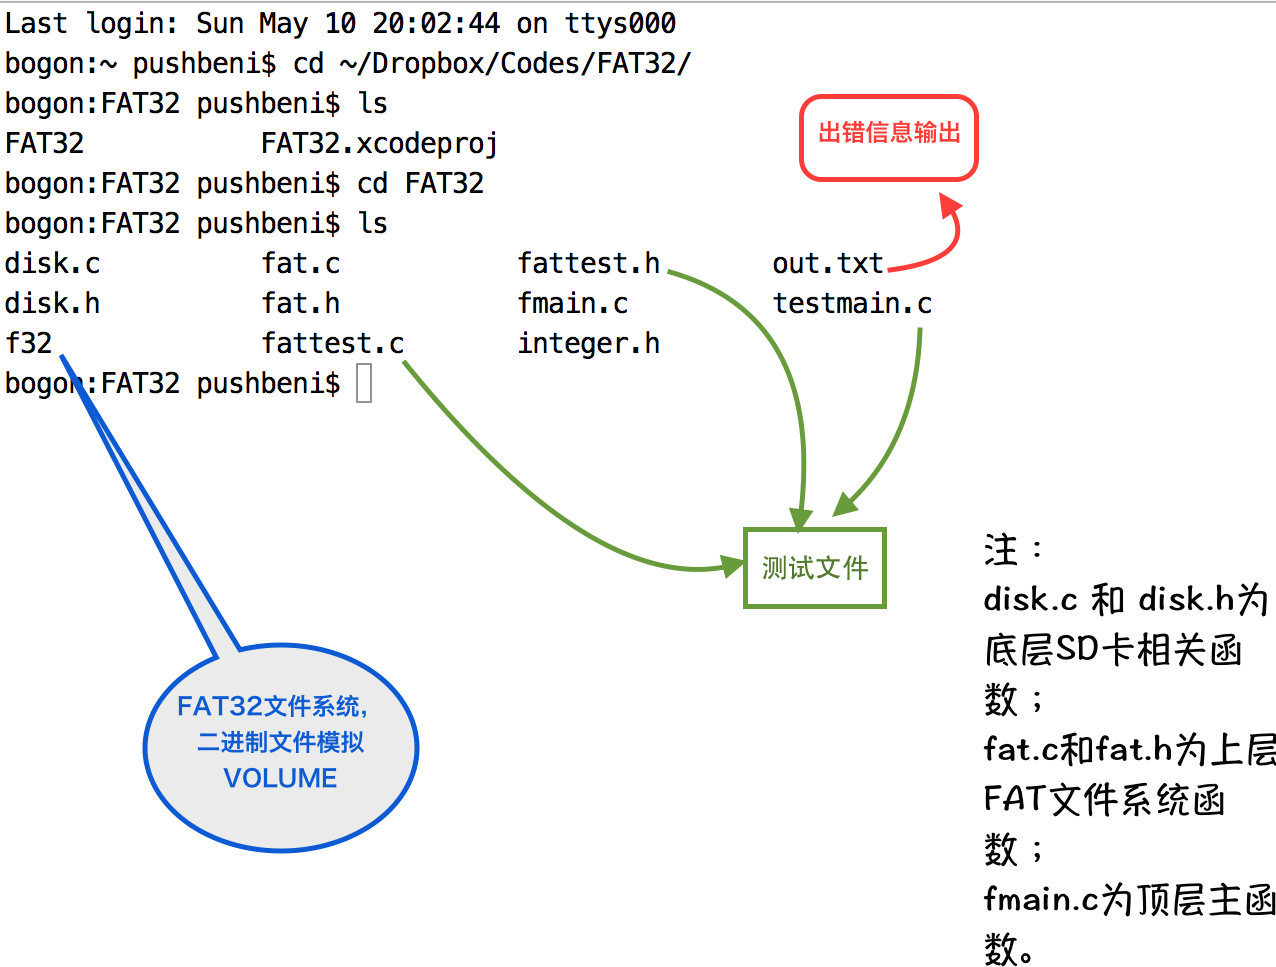 Last login: Sun May 10 20:02:44 on ttys000
bogon:~ pushbeni$ cd ~/Dropbox/Codes/FAT32/
bogon:FAT32 pushbeni$ ls
FAT32 FAT32.xcodeproj
bogon:FAT32 pushbeni$ cd FAT32
bogon:FAT32 pushbeni$ ls
disk.c fat.c fattest.h out.txt
disk.h fat.h fmain.c testmain.c
f32 fattest.c integer.h
bogon:FAT32 pushbeni$
出错信息输出
测试文件
FAT32文件系统,
二进制文件模拟
VOLUME
注：
disk.c 和 disk.h为
底层SD卡相关函
数；
fat.c和fat.h为上层
FAT文件系统函
数；
fmain.c为顶层主函
数。